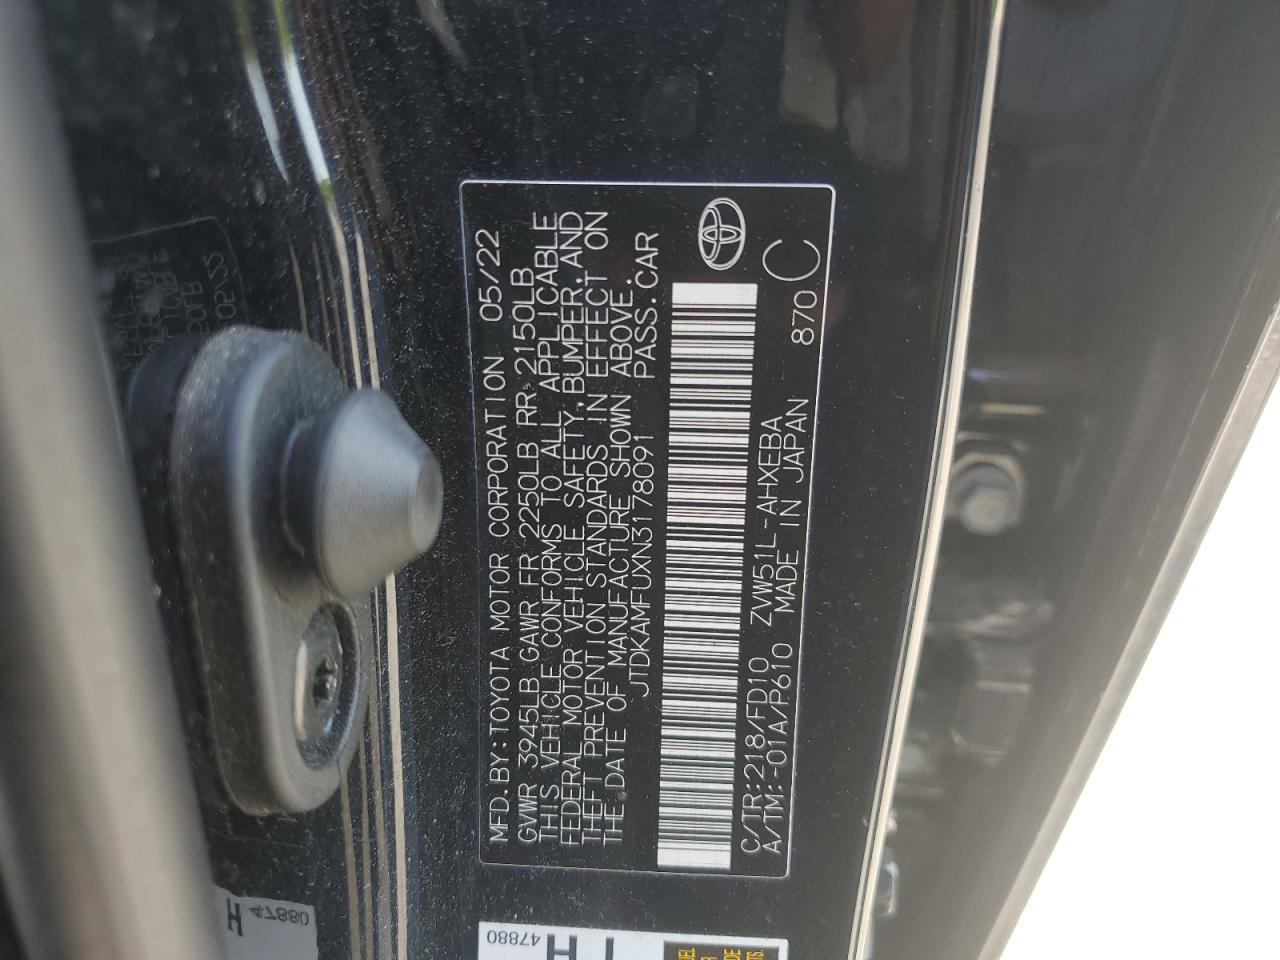 MFD.BY:TOYOTA MOTOR CORPORATION 05/22
GVWR 3945LB GAWR FR 2250LB RR 2150LB
THIS VEHICLE CONFORMS TO ALL APPLICABLE
FEDERAL MOTOR VEHICLE SAFETY,BUMPER,AND
THEFT PREVENTION STANDARDS IN EFFECT ON
THE DATE OF MANUFACTURE SHOWN ABOVE.
JTDKAMFUXN3178091 PASS.CAR
C/TR:218/FD10 ZVW51L-AHXEBA 870 C
A/TM:-01A/P610 MADE IN JAPAN
47880
H
H 47880